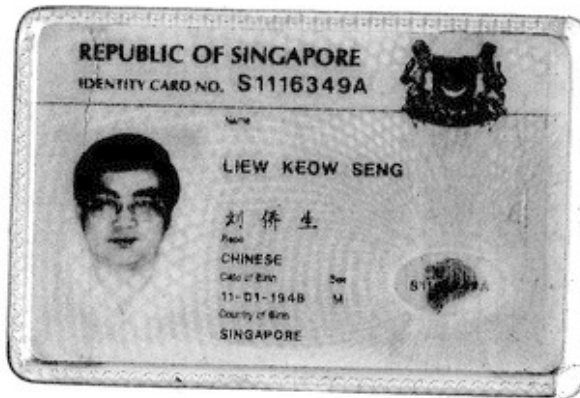 REPUBLIC OF SINGAPORE
IDENTITY CARD NO. S1116349A
Name
LIEW KEOW SENG
刘侨生
Race
CHINESE
Date of Birth Sex
11-01-1948 M
Country of Birth
SINGAPORE